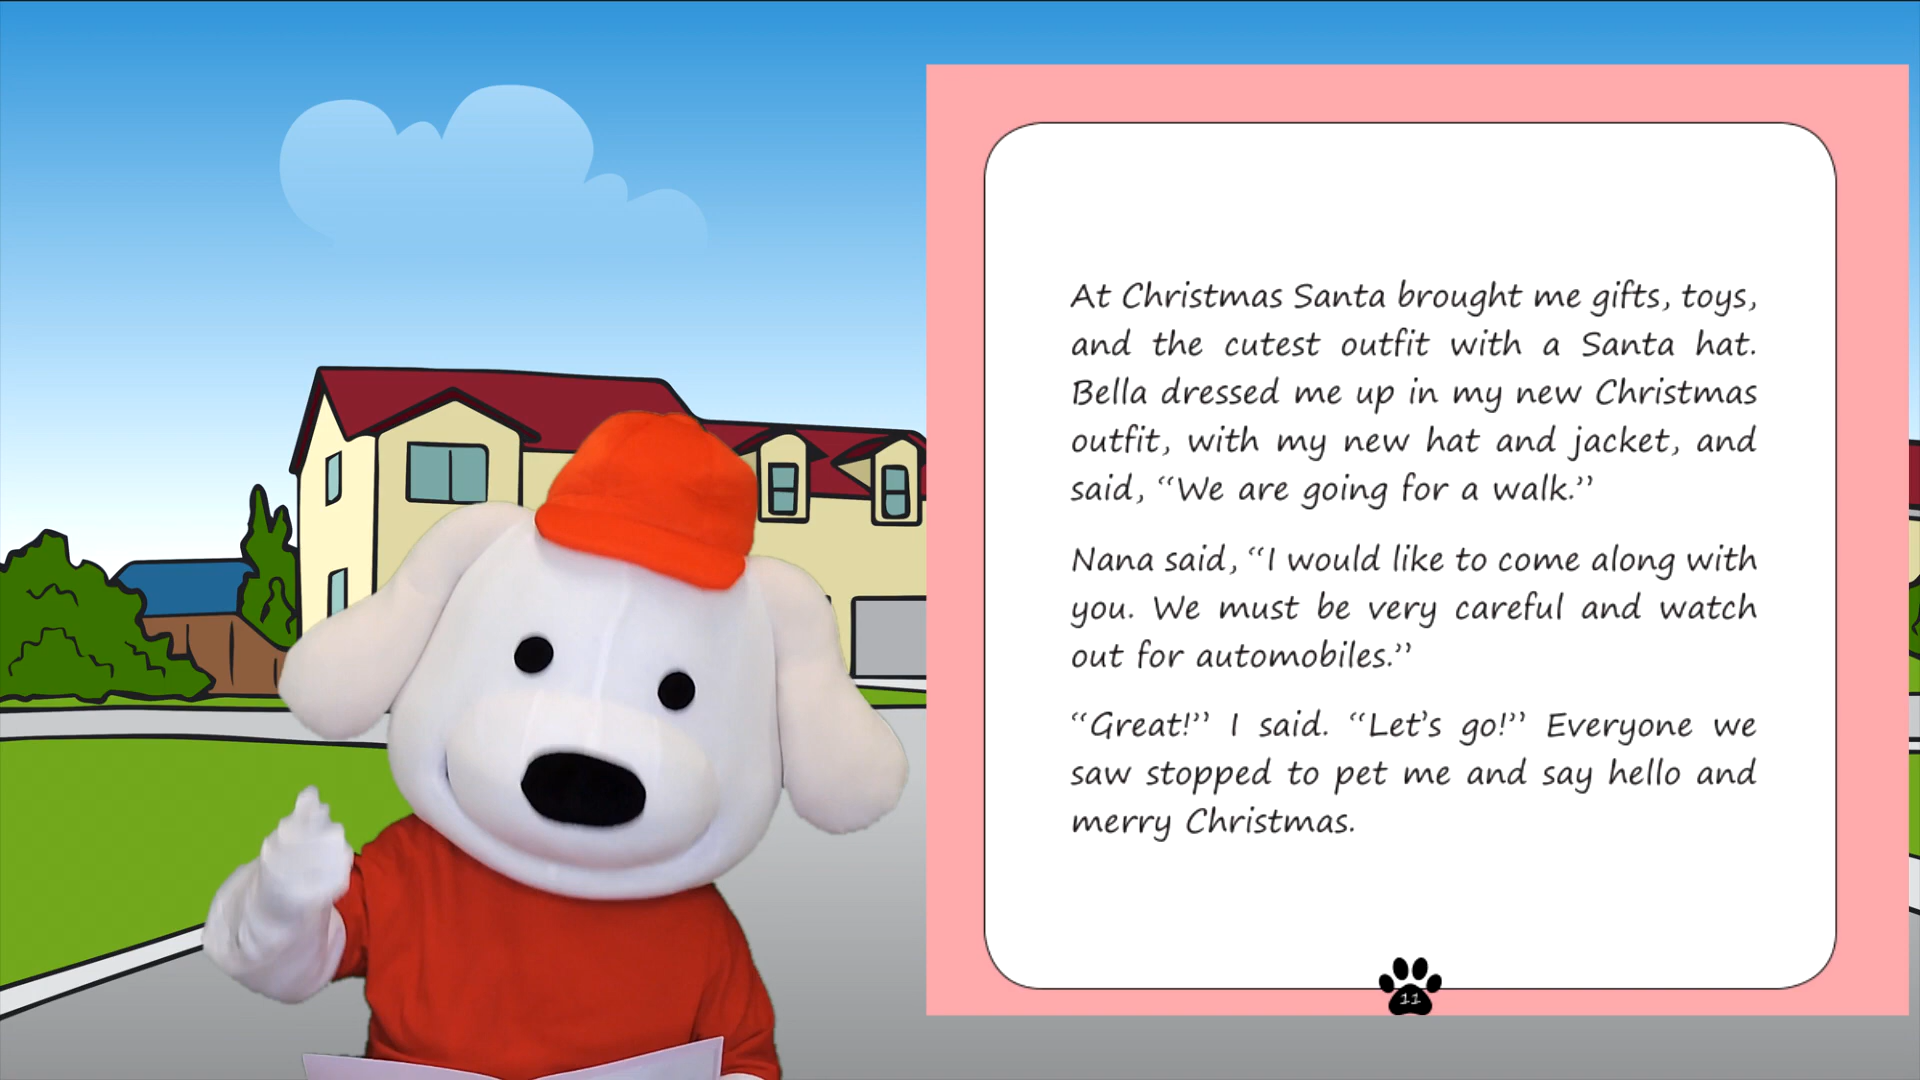 At Christmas Santa brought me gifts, toys,
and the cutest outfit with a Santa hat.
Bella dressed me up in my new Christmas
outfit, with my new hat and jacket, and
said, “We are going for a walk.”
Nana said, “I would like to come along with
you. We must be very careful and watch
out for automobiles.”
“Great!” I said. “Let’s go!” Everyone we
saw stopped to pet me and say hello and
merry Christmas.
11